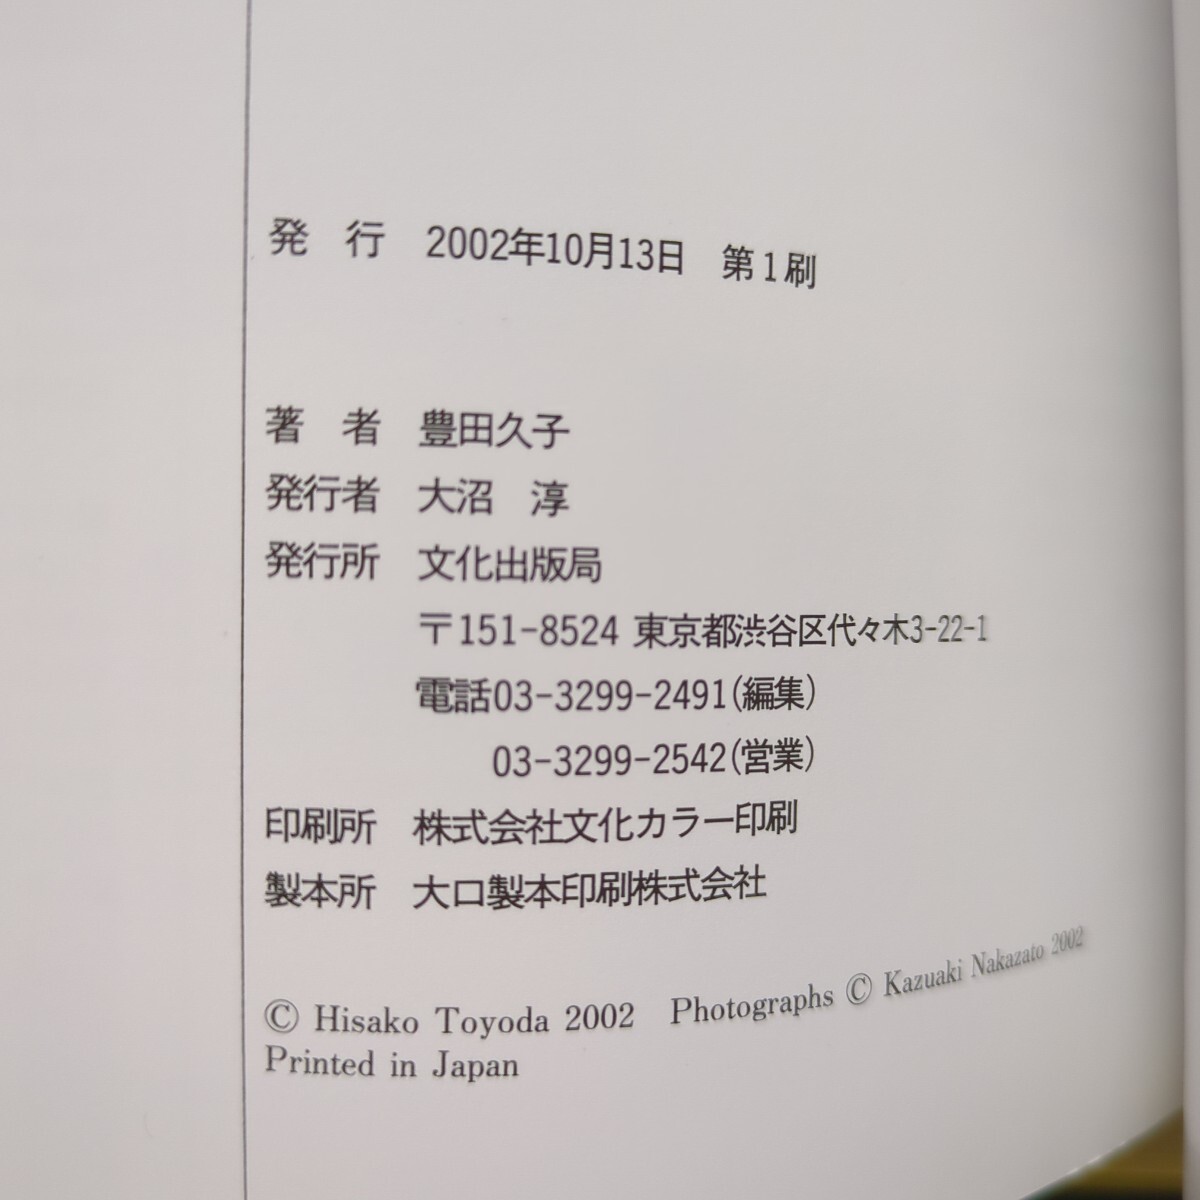 発　行　2002年10月13日　第1刷
著　者　豊田久子
発行者　大沼　淳
発行所　文化出版局
〒151-8524 東京都渋谷区代々木3-22-1
電話03-3299-2491(編集)
03-3299-2542(営業)
印刷所　株式会社文化カラー印刷
製本所　大口製本印刷株式会社
© Hisako Toyoda 2002　Photographs © Kazuaki Nakazato 2002
Printed in Japan